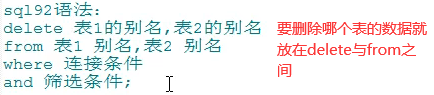 sql92语法：
delete 表1的别名,表2的别名
from 表1 别名,表2 别名
where 连接条件
and 筛选条件;
要删除哪个表的数据就
放在delete与from之
间